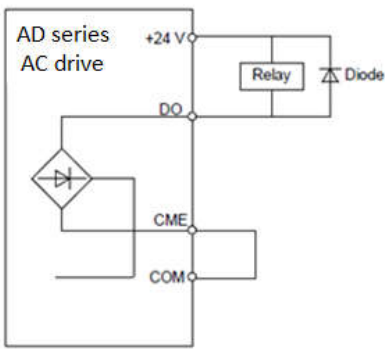 AD series
AC drive
+24 V
Relay
Diode
DO
CME
COM